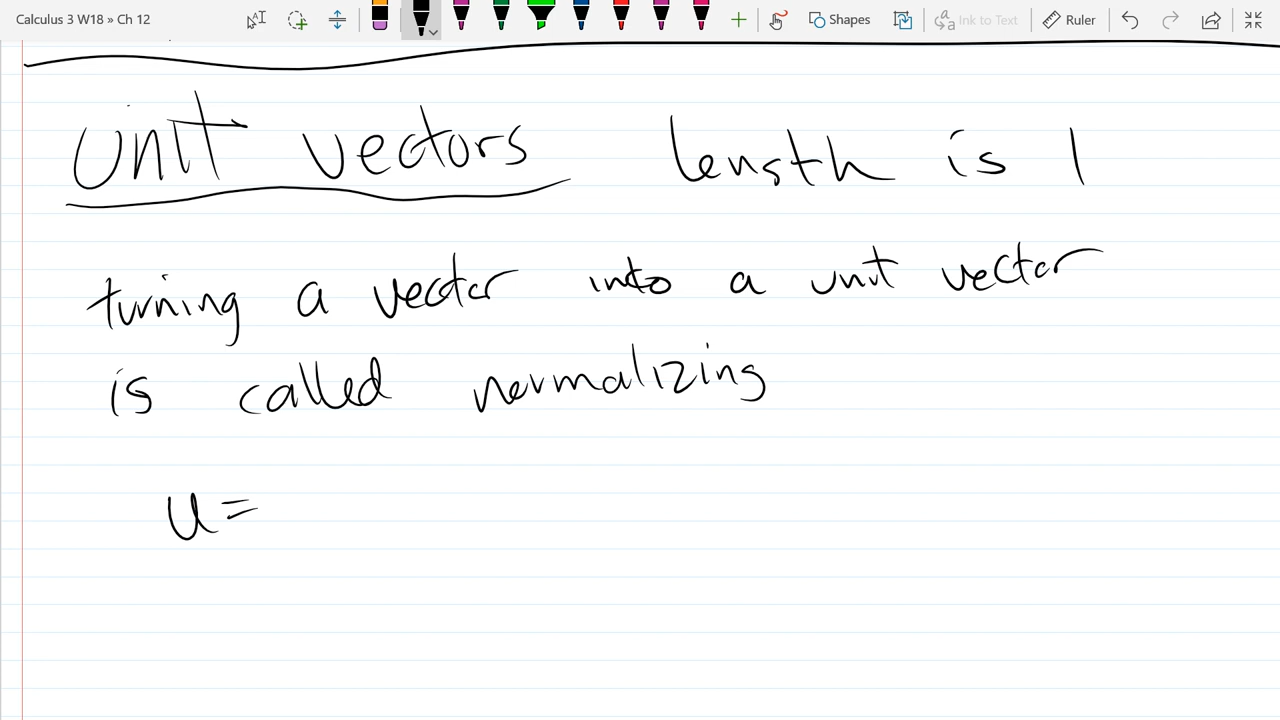 Calculus 3 W18 » Ch 12 Shapes Link to Text Ruler
Unit vectors length is 1
turning a vector into a unit vector
is called normalizing
u=